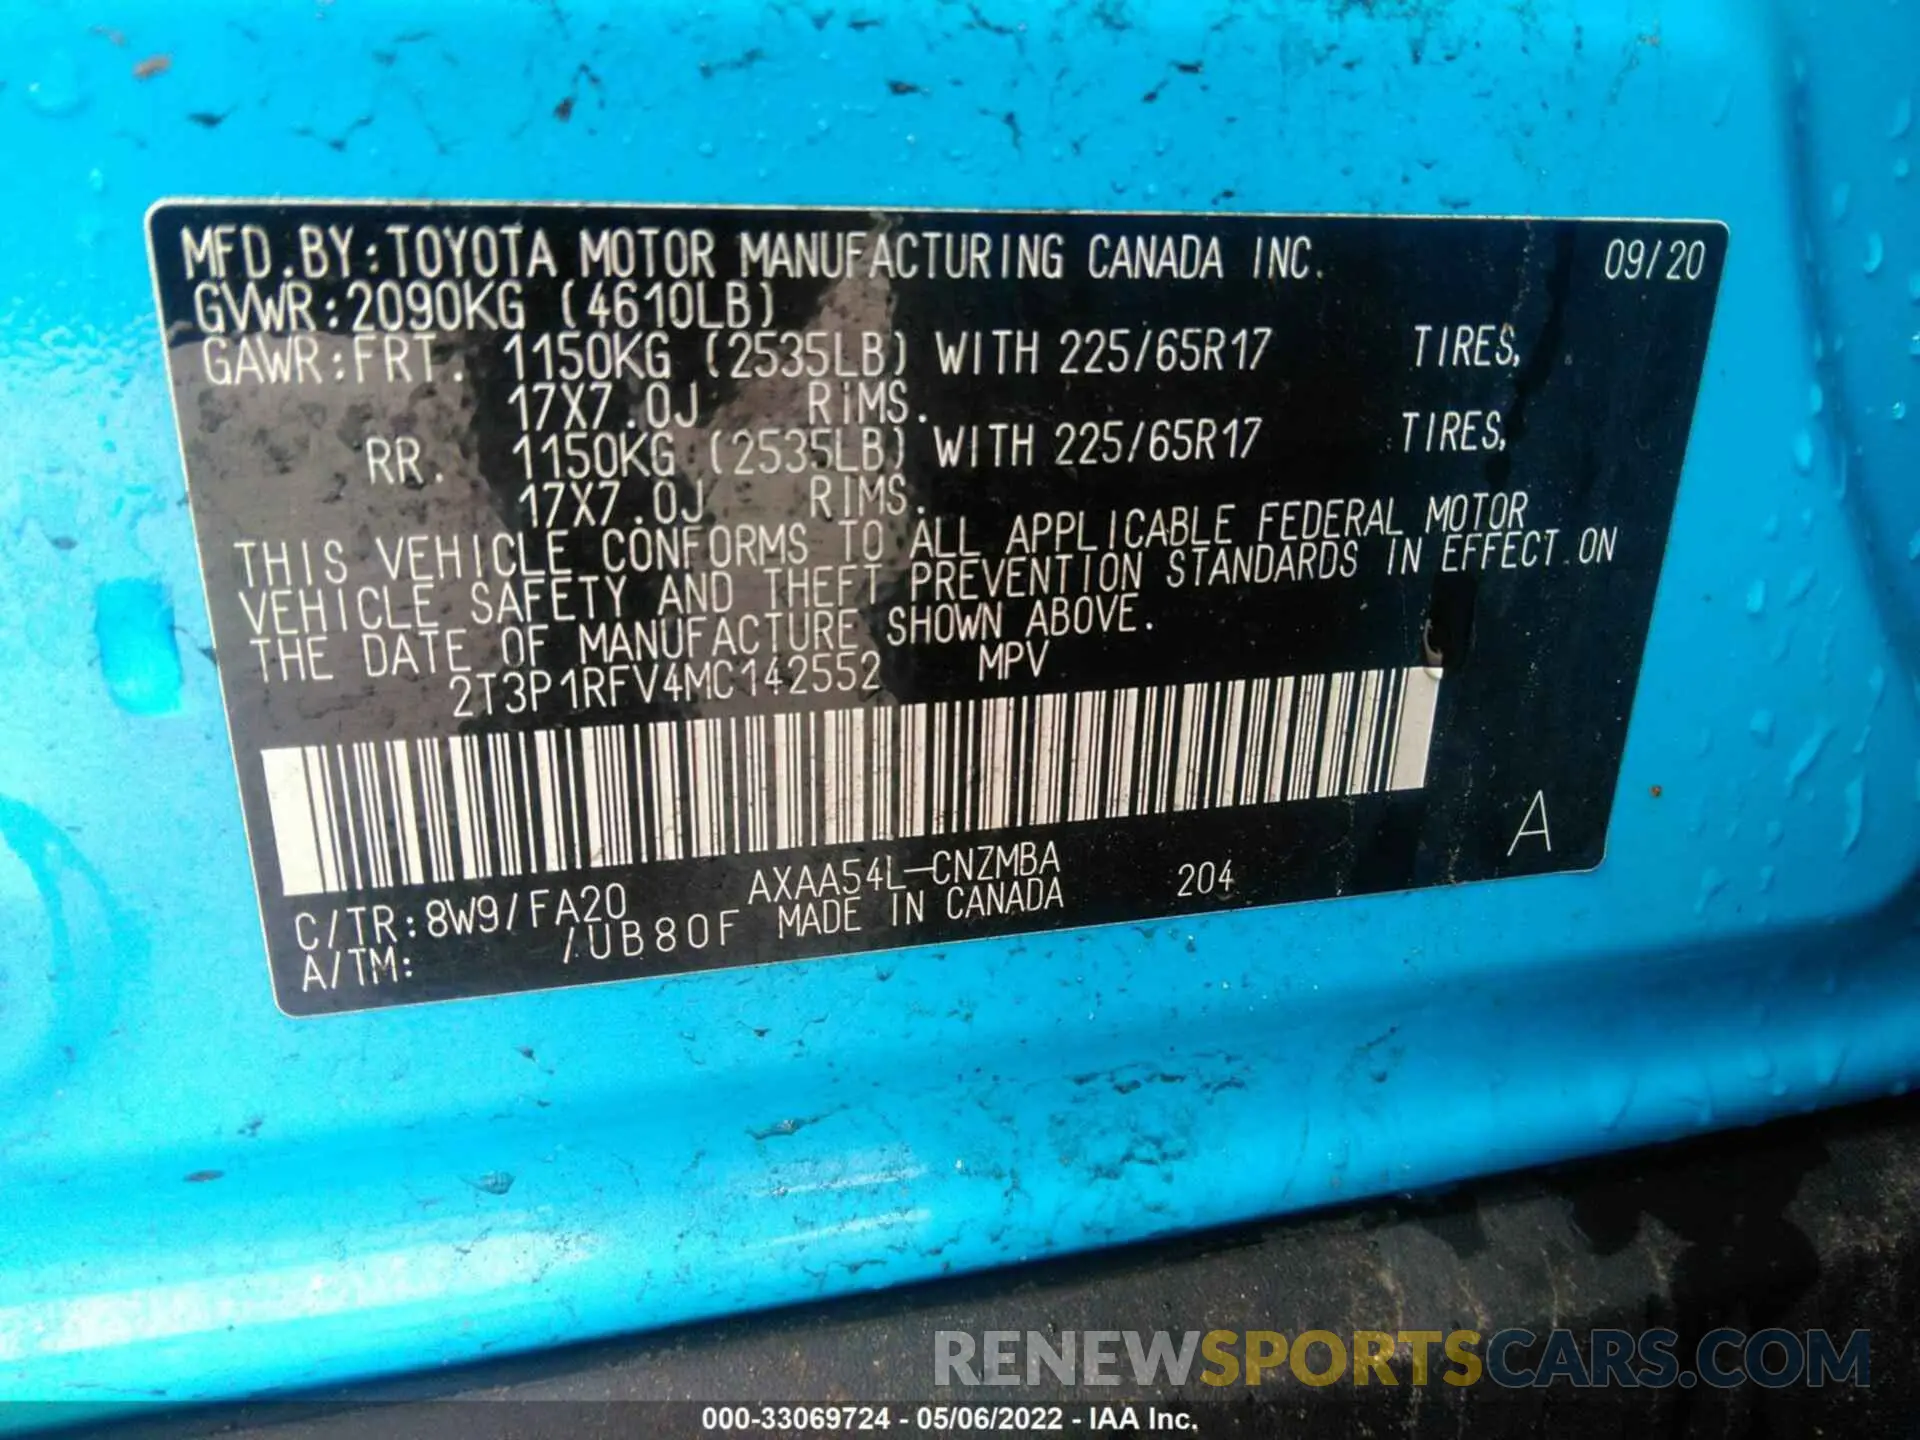 MFD.BY:TOYOTA MOTOR MANUFACTURING CANADA INC. 09/20
GVWR:2090KG (4610LB)
GAWR:FRT. 1150KG (2535LB) WITH 225/65R17 TIRES,
17X7.0J RIMS.
RR. 1150KG (2535LB) WITH 225/65R17 TIRES,
17X7.0J RIMS.
THIS VEHICLE CONFORMS TO ALL APPLICABLE FEDERAL MOTOR
VEHICLE SAFETY AND THEFT PREVENTION STANDARDS IN EFFECT ON
THE DATE OF MANUFACTURE SHOWN ABOVE.
2T3P1RFV4MC142552 MPV
A
C/TR:8W9/FA20 AXAA54L-CNZMBA 204
A/TM: /UB80F MADE IN CANADA
RENEWSPORTSCARS.COM
000-33069724 - 05/06/2022 - IAA Inc.